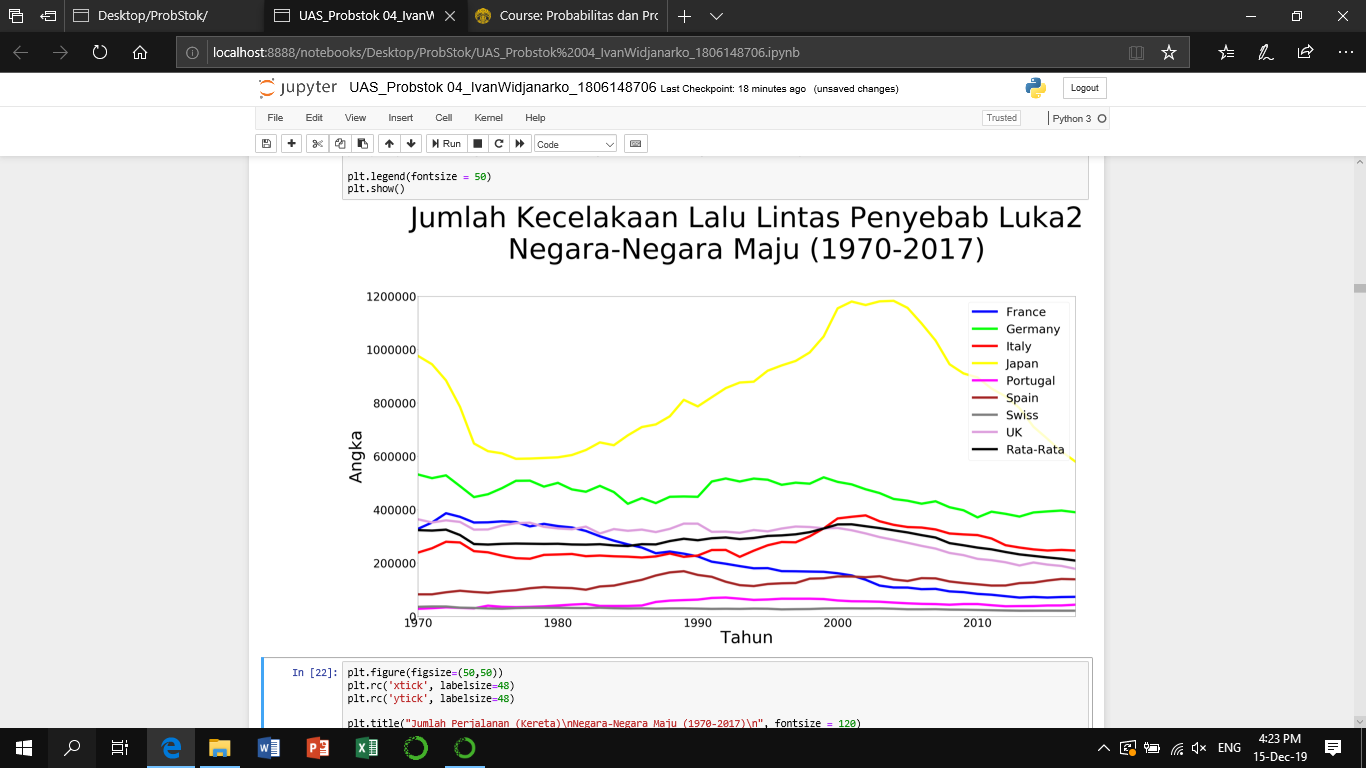 Desktop/ProbStok/
UAS_Probstok 04_IvanW
Course: Probabilitas dan Pro
localhost:8888/notebooks/Desktop/ProbStok/UAS_Probstok%2004_IvanWidjanarko_1806148706.ipynb
jupyter UAS_Probstok 04_IvanWidjanarko_1806148706 Last Checkpoint: 18 minutes ago (unsaved changes)
Logout
File Edit View Insert Cell Kernel Help
Trusted
Python 3
Run
Code
plt.legend(fontsize = 50)
plt.show()
Jumlah Kecelakaan Lalu Lintas Penyebab Luka2
Negara-Negara Maju (1970-2017)
1200000
1000000
800000
600000
400000
200000
0
Angka
France
Germany
Italy
Japan
Portugal
Spain
Swiss
UK
Rata-Rata
1970 1980 1990 2000 2010
Tahun
In [22]:
plt.figure(figsize=(50,50))
plt.rc('xtick', labelsize=48)
plt.rc('ytick', labelsize=48)
plt.title("Jumlah Perjalanan (Kereta)\nNegara-Negara Maju (1970-2017)\n", fontsize = 120)
ENG
4:23 PM
15-Dec-19